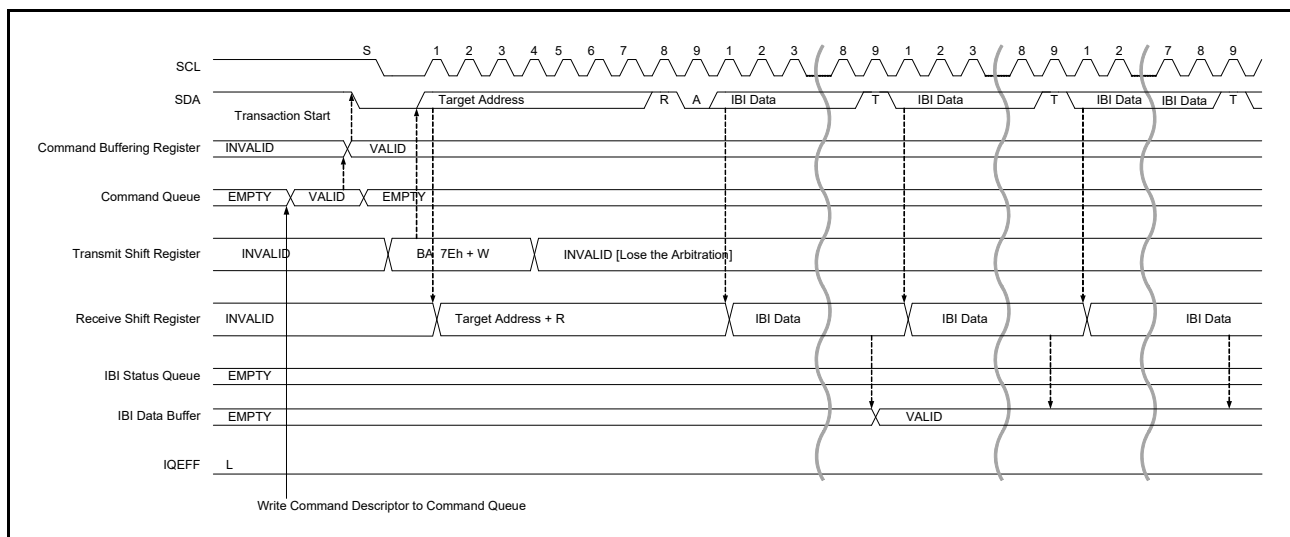 S 1 2 3 4 5 6 7 8 9 1 2 3 8 9 1 2 3 8 9 1 2 7 8 9
SCL
SDA Target Address R A IBI Data T IBI Data T IBI Data IBI Data T
Transaction Start
Command Buffering Register INVALID VALID
Command Queue EMPTY VALID EMPTY
Transmit Shift Register INVALID BA 7Eh + W INVALID [Lose the Arbitration]
Receive Shift Register INVALID Target Address + R IBI Data IBI Data IBI Data
IBI Status Queue EMPTY
IBI Data Buffer EMPTY VALID
IQEFF L
Write Command Descriptor to Command Queue